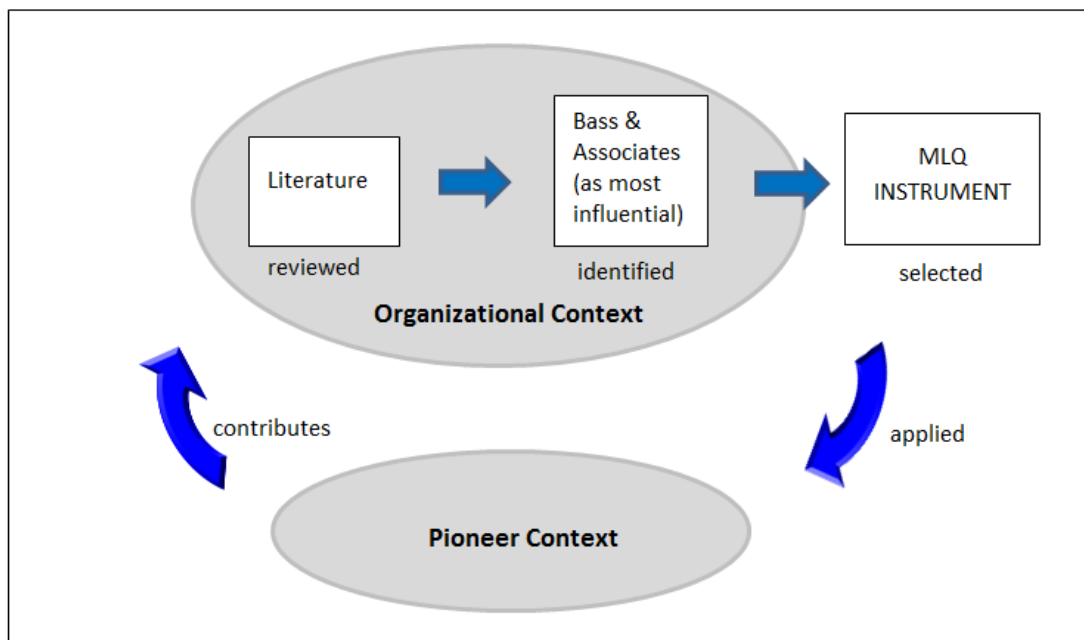 Literature
reviewed
Bass &
Associates
(as most
influential)
identified
MLQ
INSTRUMENT
selected
Organizational Context
contributes
applied
Pioneer Context